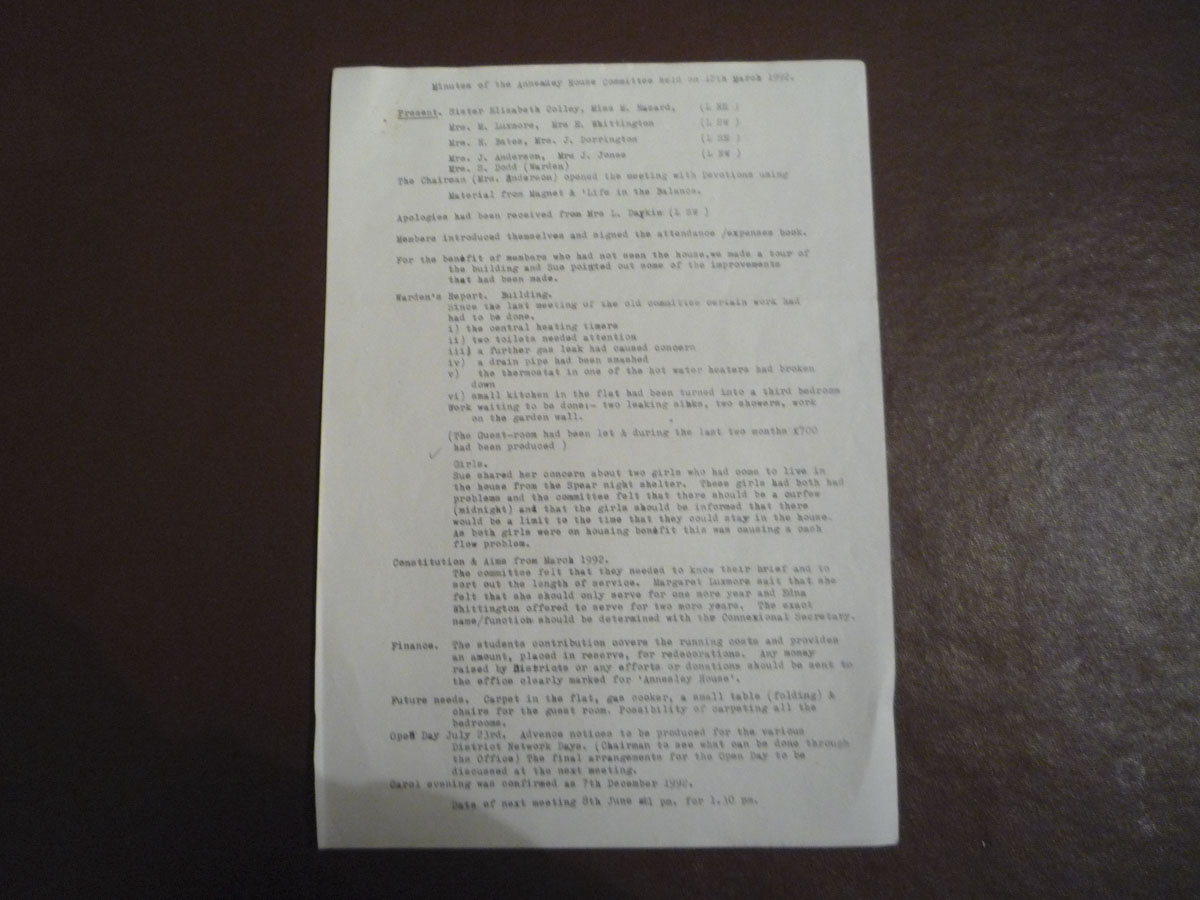 Minutes of the Annesley House Committee held on 12th March 1992.
Present. Sister Elizabeth Colley, Miss M. Hazard, (L NE )
Mrs. M. Luxmore, Mrs E. Whittington (L SW )
Mrs. H. Bates, Mrs. J. Dorrington (L SE )
Mrs. J. Anderson, Mrs J. Jones (L NW )
Mrs. S. Dodd (Warden)
The Chairman (Mrs. Anderson) opened the meeting with Devotions using
Material from Magnet & 'Life in the Balance.
Apologies had been received from Mrs L. Daykin (L SW )
Members introduced themselves and signed the attendance /expenses book.
For the benefit of members who had not seen the house,we made a tour of
the building and Sue pointed out some of the improvements
that had been made.
Warden's Report. Building.
Since the last meeting of the old committee certain work had
had to be done.
i) the central heating timers
ii) two toilets needed attention
iii) a further gas leak had caused concern
iv) a drain pipe had been smashed
v) the thermostat in one of the hot water heaters had broken
down
vi) small kitchen in the flat had been turned into a third bedroom
Work waiting to be done:- two leaking sinks, two showers, work
on the garden wall.
(The Guest-room had been let & during the last two months £700
had been produced )
Girls.
Sue shared her concern about two girls who had come to live in
the house from the Spear night shelter. These girls had both had
problems and the committee felt that there should be a curfew
(midnight) and that the girls should be informed that there
would be a limit to the time that they could stay in the house.
As both girls were on housing benefit this was causing a cash
flow problem.
Constitution & Aims from March 1992.
The committee felt that they needed to know their brief and to
sort out the length of service. Margaret Luxmore sait that she
felt that she should only serve for one more year and Edna
Whittington offered to serve for two more years. The exact
name/function should be determined with the Connexional Secretary.
Finance. The students contribution covers the running costs and provides
an amount, placed in reserve, for redecorations. Any money
raised by Districts or any efforts or donations should be sent to
the office clearly marked for 'Annesley House'.
Future needs. Carpet in the flat, gas cooker, a small table (folding) &
chairs for the guest room. Possibility of carpeting all the
bedrooms.
Open Day July 23rd. Advance notices to be produced for the various
District Network Days. (Chairman to see what can be done through
the Office) The final arrangements for the Open Day to be
discussed at the next meeting.
Carol evening was confirmed as 7th December 1992.
Date of next meeting 8th June at1 pm. for 1.30 pm.